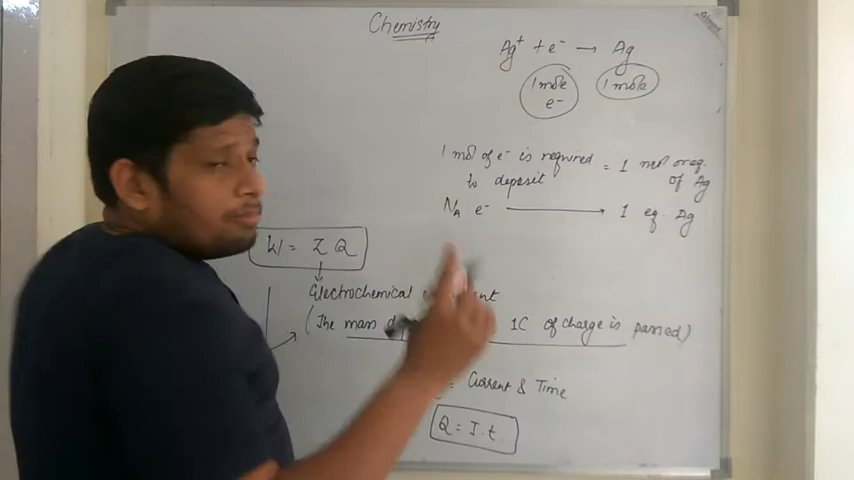 Chemistry
Ag⁺ + e⁻ → Ag
1 mole e⁻
1 mole
1 mol of e⁻ is required = 1 mol or eq.
to deposit of Ag
N_A e⁻ → 1 eq. Ag
W = Z Q
Electrochemical
(The mass 1C of charge is passed)
= Current & Time
Q = I.t.